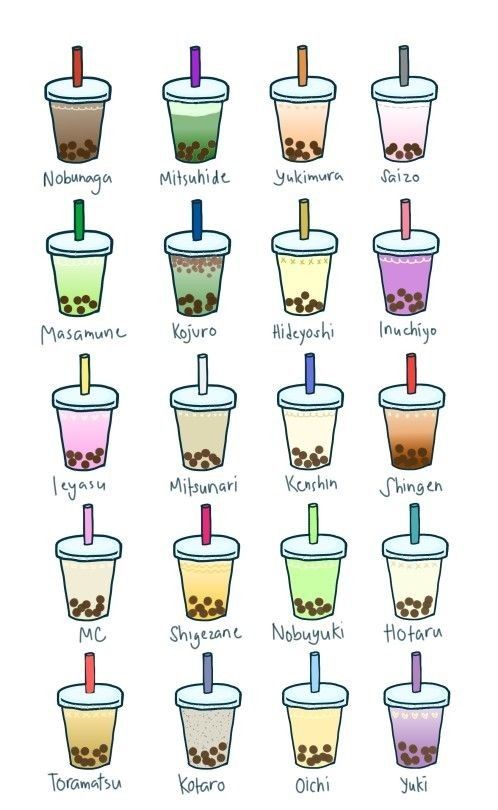 Nobunaga Mitsuhide Yukimura Saizo
Masamune Kojuro Hideyoshi Inuchiyo
Ieyasu Mitsunari Kenshin Shingen
MC Shigezane Nobuyuki Hotaru
Toramatsu Kotaro Oichi Yuki